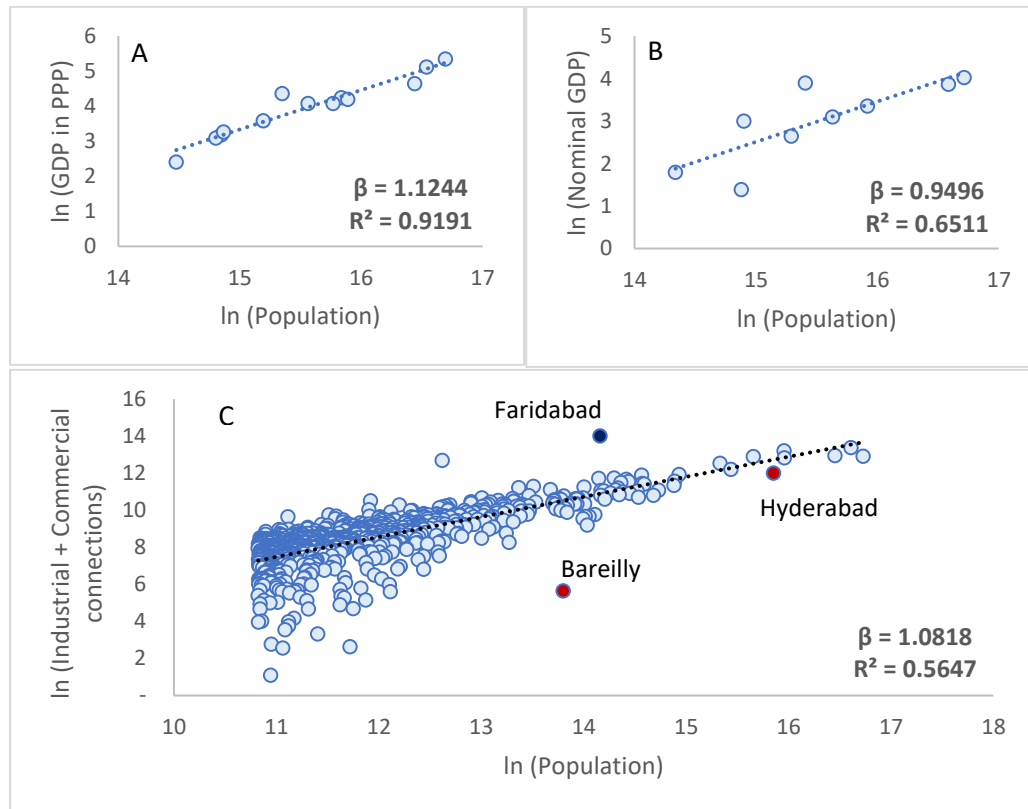 A
ln (GDP in PPP)
6
5
4
3
2
1
0
β = 1.1244
R² = 0.9191
14 15 16 17
ln (Population)
B
ln (Nominal GDP)
5
4
3
2
1
0
β = 0.9496
R² = 0.6511
14 15 16 17
ln (Population)
C
ln (Industrial + Commercial
connections)
16
14
12
10
8
6
4
2
-
Faridabad
Hyderabad
Bareilly
β = 1.0818
R² = 0.5647
10 11 12 13 14 15 16 17 18
ln (Population)